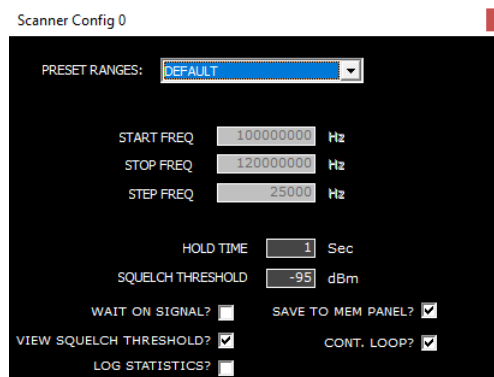 Scanner Config 0
PRESET RANGES: DEFAULT
START FREQ 100000000 Hz
STOP FREQ 120000000 Hz
STEP FREQ 25000 Hz
HOLD TIME 1 Sec
SQUELCH THRESHOLD -95 dBm
WAIT ON SIGNAL? SAVE TO MEM PANEL?
VIEW SQUELCH THRESHOLD? CONT. LOOP?
LOG STATISTICS?